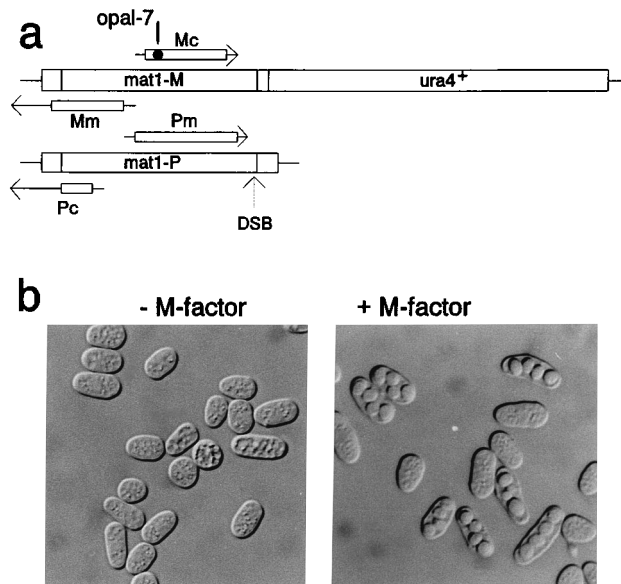 a
opal-7
Mc
mat1-M
ura4+
Mm
Pm
mat1-P
Pc
DSB
b
- M-factor
+ M-factor